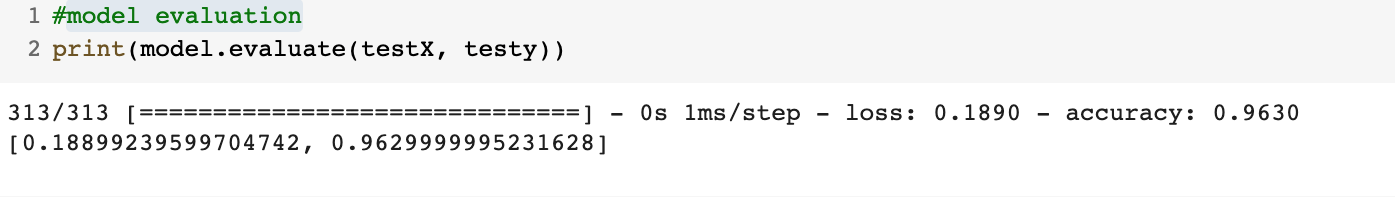 1 #model evaluation
2 print(model.evaluate(testX, testy))
313/313 [==============================] - 0s 1ms/step - loss: 0.1890 - accuracy: 0.9630
[0.18899239599704742, 0.9629999995231628]